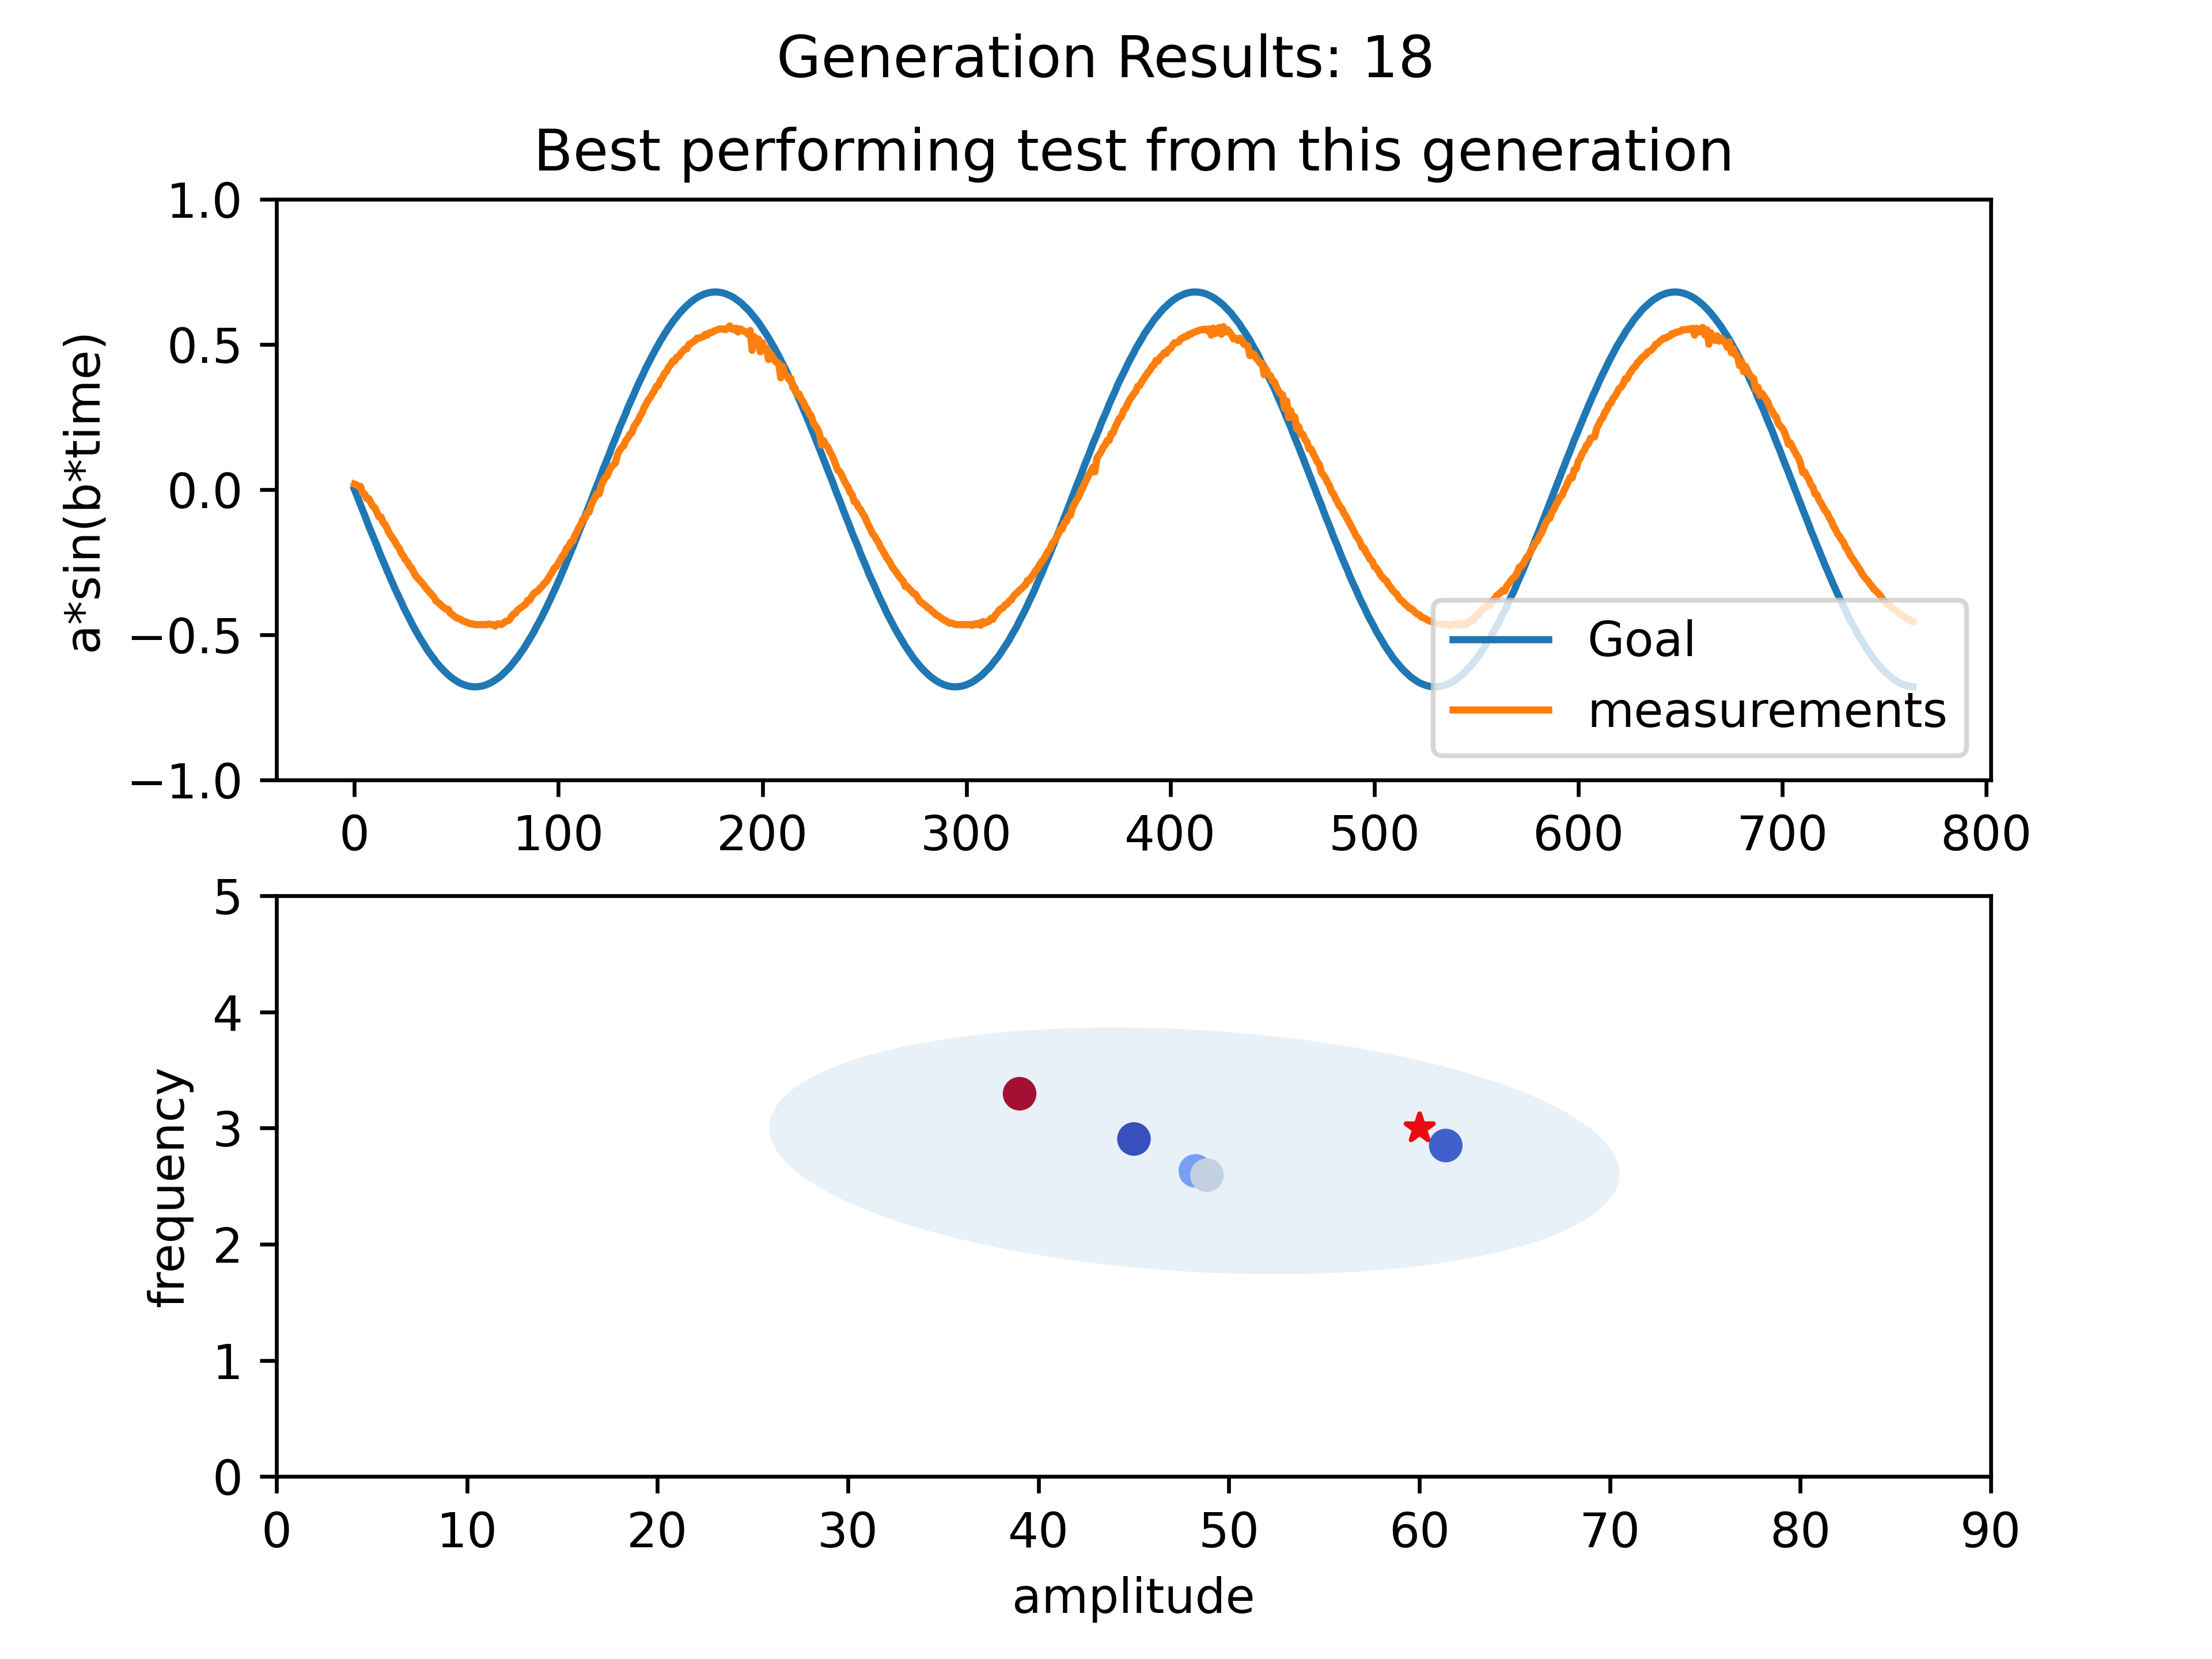 Generation Results: 18
Best performing test from this generation
1.0
0.5
0.0
−0.5
−1.0
a*sin(b*time)
Goal
measurements
0 100 200 300 400 500 600 700 800
5
4
3
2
1
0
frequency
0 10 20 30 40 50 60 70 80 90
amplitude